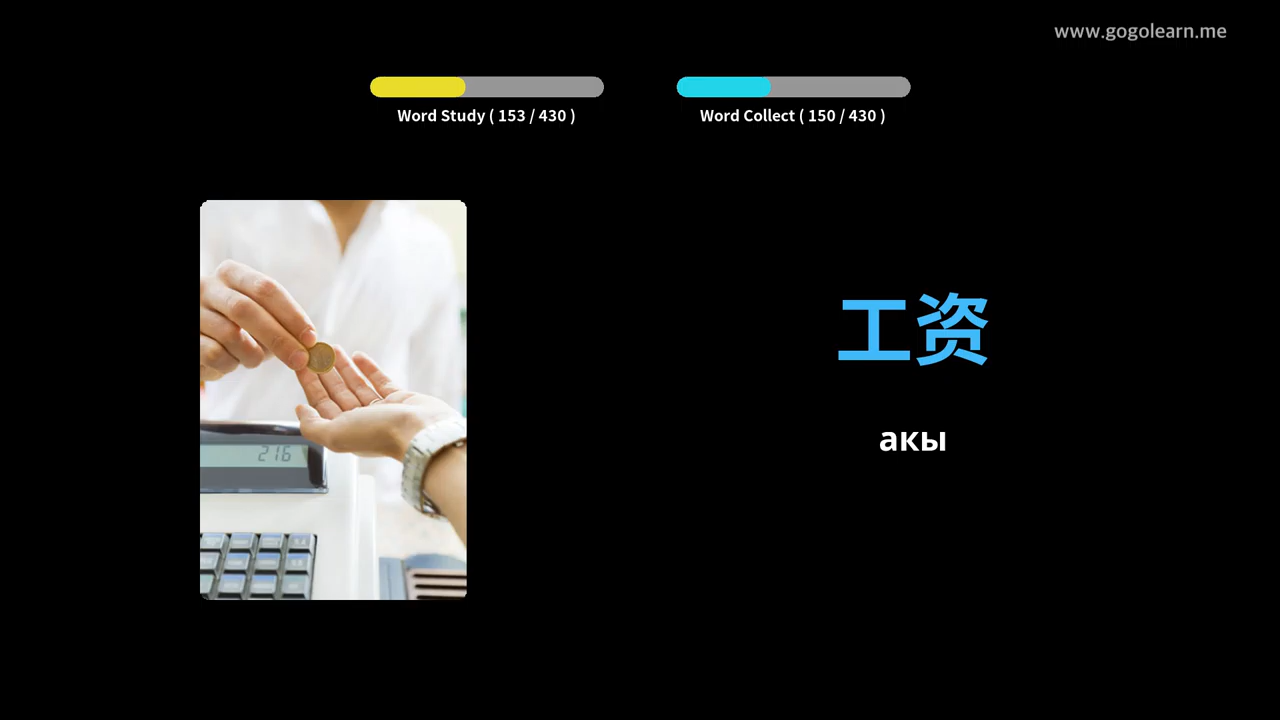 www.gogolearn.me
Word Study ( 153 / 430 )
Word Collect ( 150 / 430 )
216
工资
акы